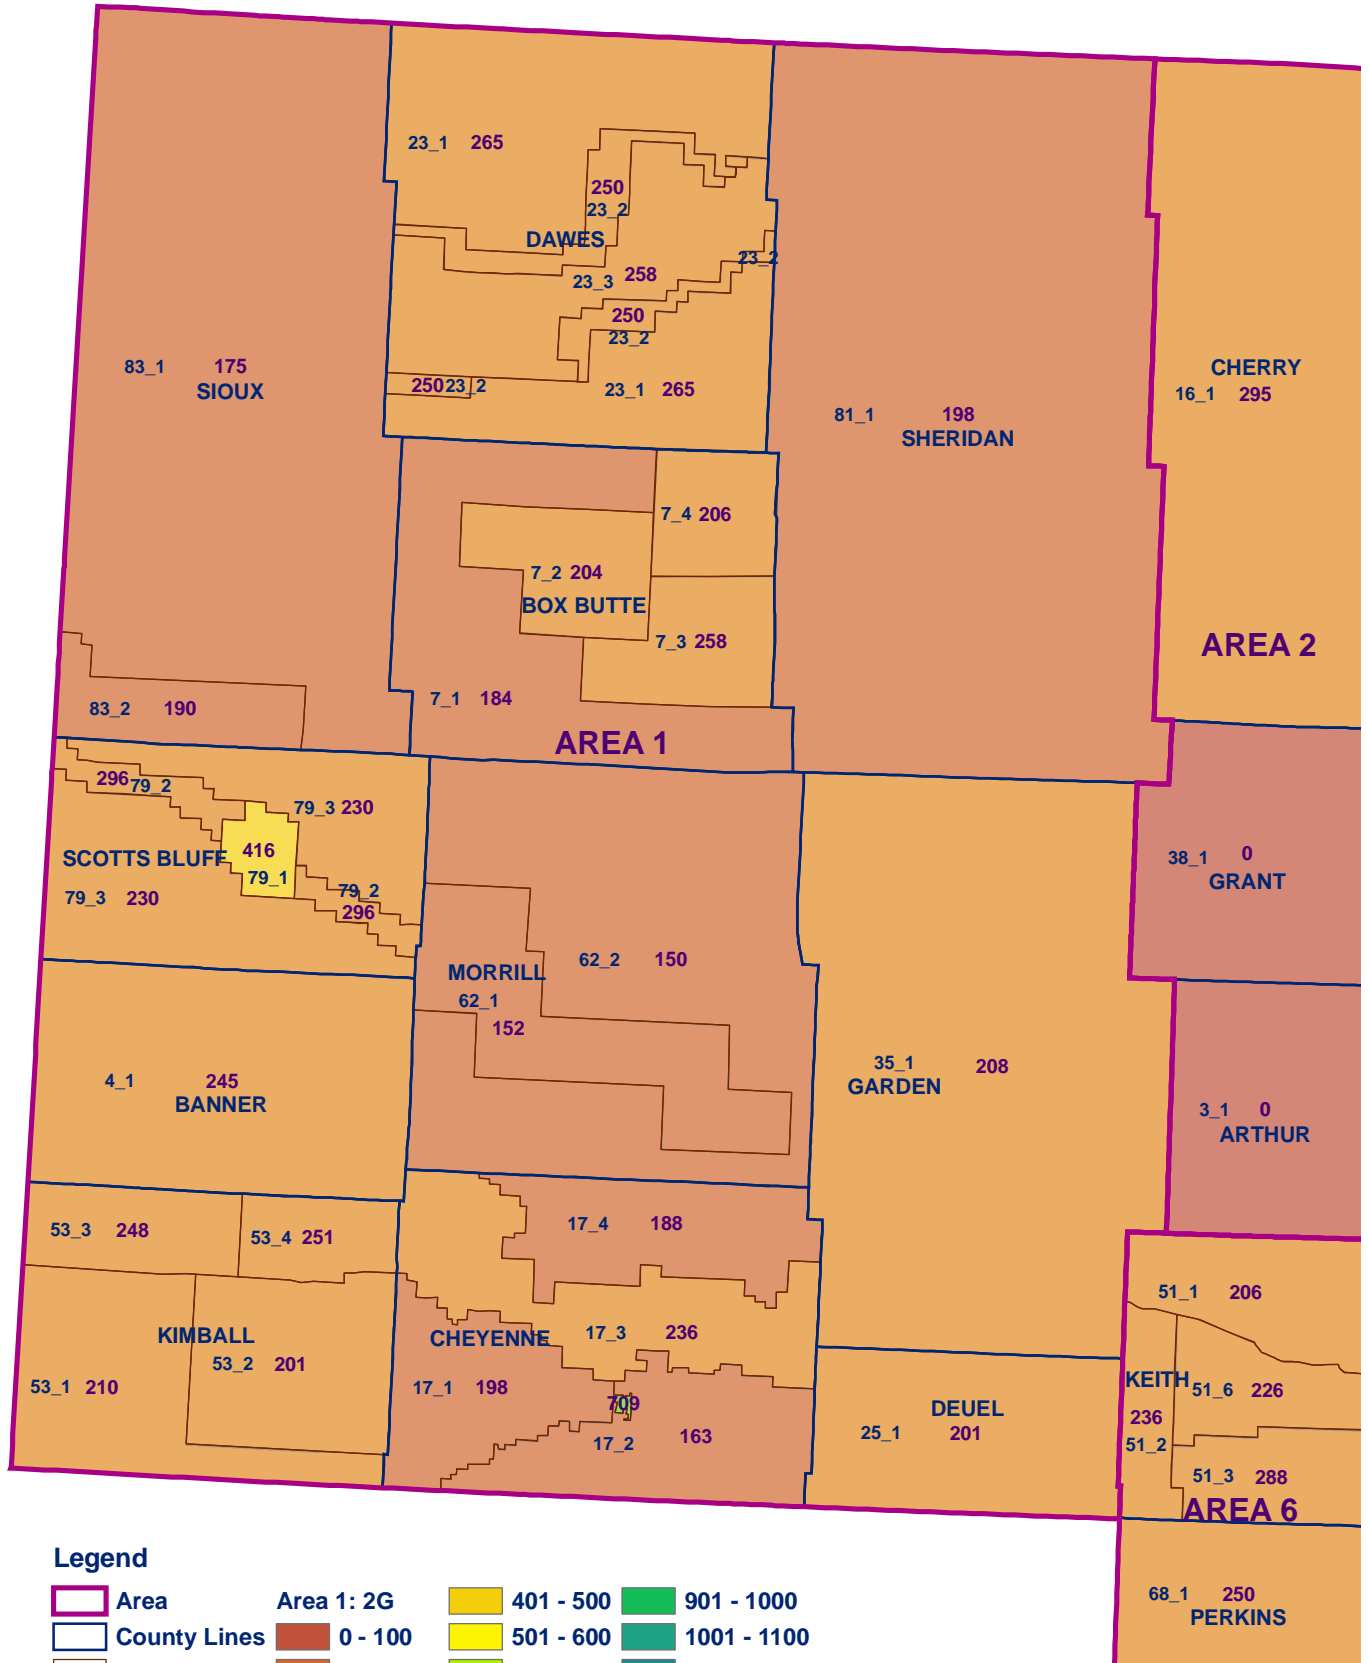 23_1 265
250
23_2
DAWES
23_2
23_3 258
250
23_2
83_1 175
SIOUX
250 23_2
23_1 265
81_1 198
SHERIDAN
CHERRY
16_1 295
7_4 206
7_2 204
BOX BUTTE
7_3 258
AREA 2
83_2 190
7_1 184
AREA 1
296 79_2
79_3 230
416
SCOTTS BLUFF
79_1
79_2
296
79_3 230
38_1 0
GRANT
62_2 150
MORRILL
62_1
152
35_1 208
GARDEN
4_1 245
BANNER
3_1 0
ARTHUR
53_3 248
53_4 251
17_4 188
51_1 206
KIMBALL
CHEYENNE
17_3 236
53_2 201
53_1 210
17_1 198
709
17_2 163
DEUEL
25_1 201
KEITH
51_6 226
236
51_2
51_3 288
AREA 6
68_1 250
PERKINS
Legend
Area
County Lines
Area 1: 2G
0 - 100
401 - 500
501 - 600
901 - 1000
1001 - 1100